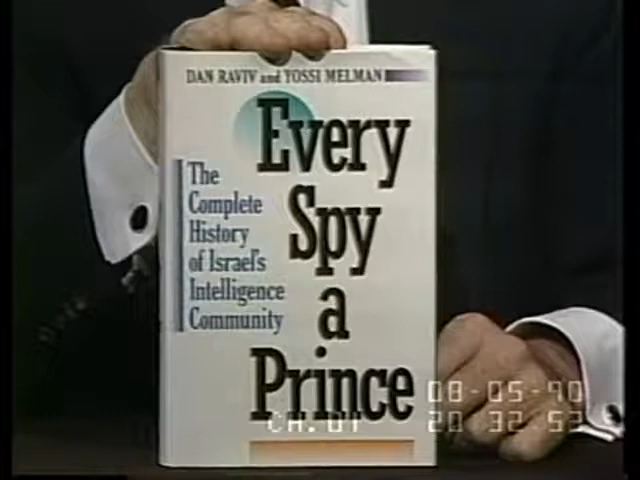 DAN RAVIV and YOSSI MELMAN
Every
Spy
a
Prince
The
Complete
History
of Israel's
Intelligence
Community
08-05-90
CH.01
20.32.52